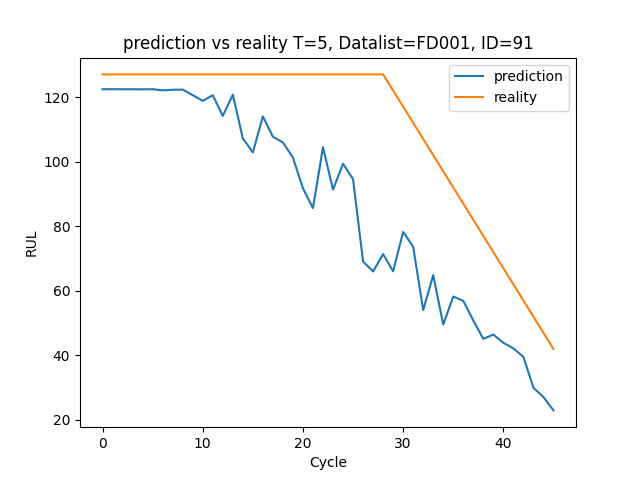 prediction vs reality T=5, Datalist=FD001, ID=91
prediction
reality
RUL
120
100
80
60
40
20
0 10 20 30 40
Cycle